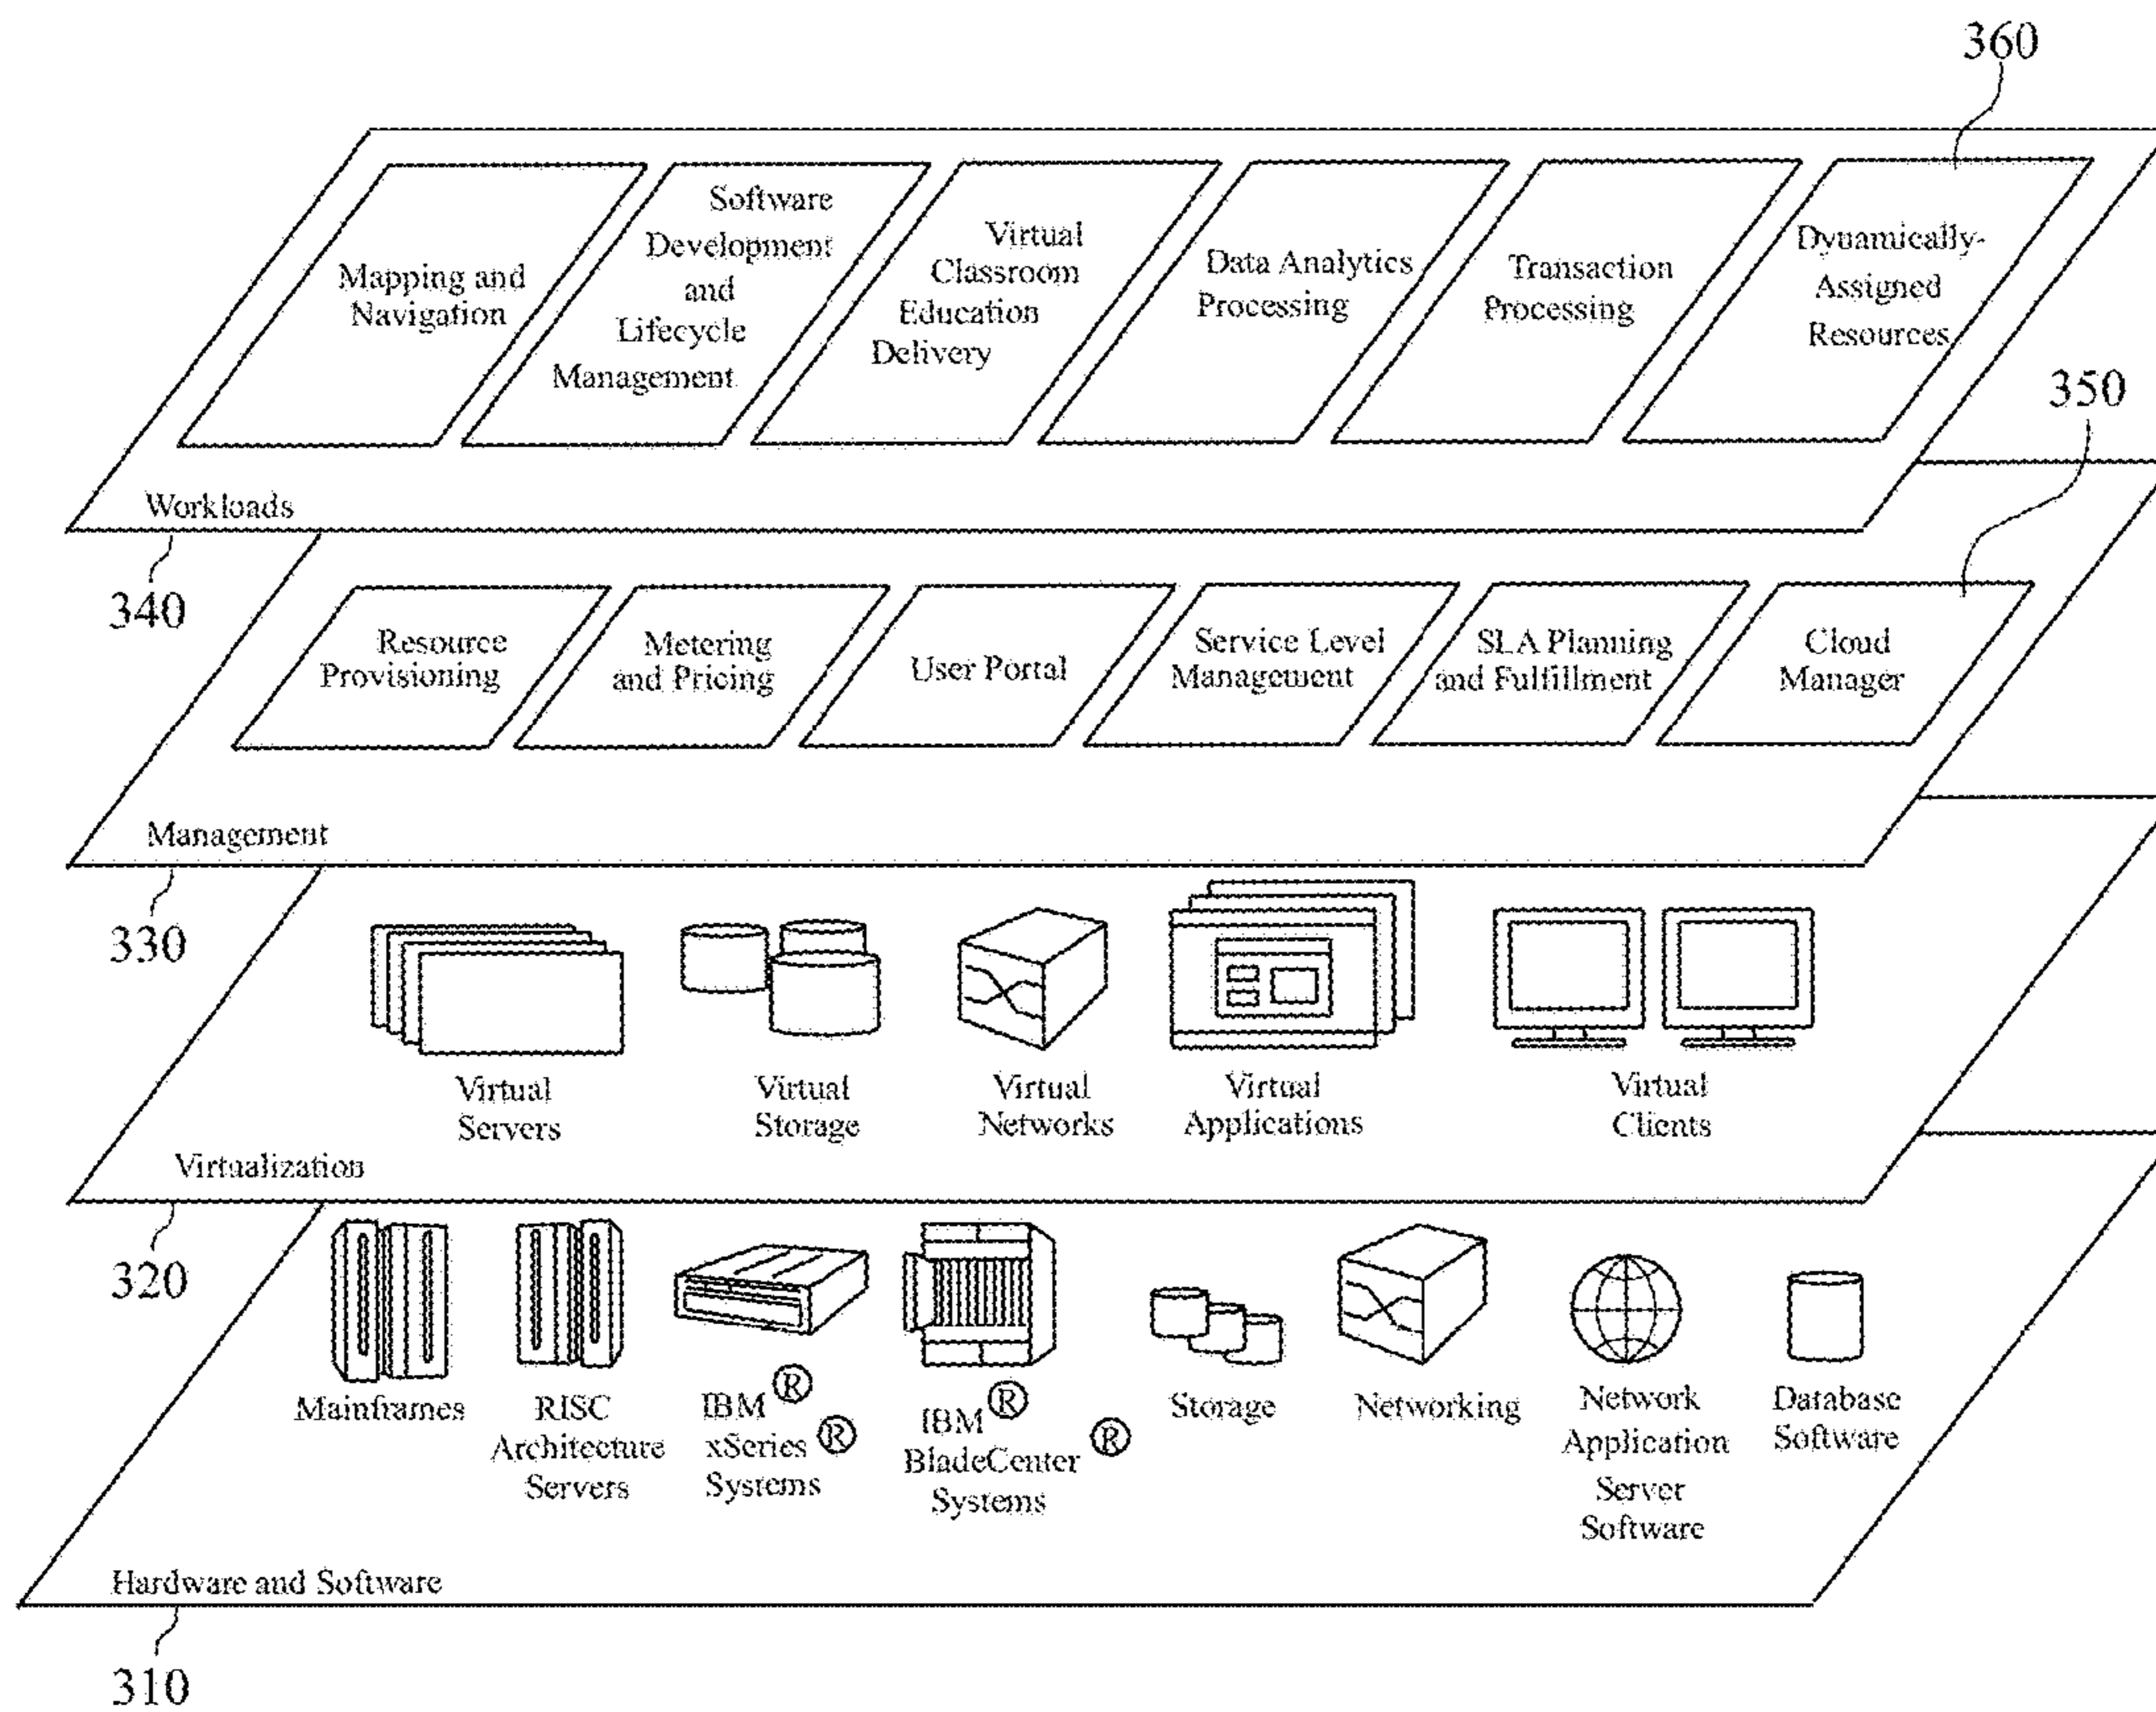 360
Mapping and
Navigation
Software
Development
and
Lifecycle
Management
Virtual
Classroom
Education
Delivery
Data Analytics
Processing
Transaction
Processing
Dynamically-
Assigned
Resources
350
Workloads
340
Resource
Provisioning
Metering
and Pricing
User Portal
Service Level
Management
SLA Planning
and Fulfillment
Cloud
Manager
Management
330
Virtual
Servers
Virtual
Storage
Virtual
Networks
Virtual
Applications
Virtual
Clients
Virtualization
320
Mainframes
RISC
Architecture
Servers
IBM ®
xSeries ®
Systems
IBM ®
BladeCenter ®
Systems
Storage
Networking
Network
Application
Server
Software
Database
Software
Hardware and Software
310